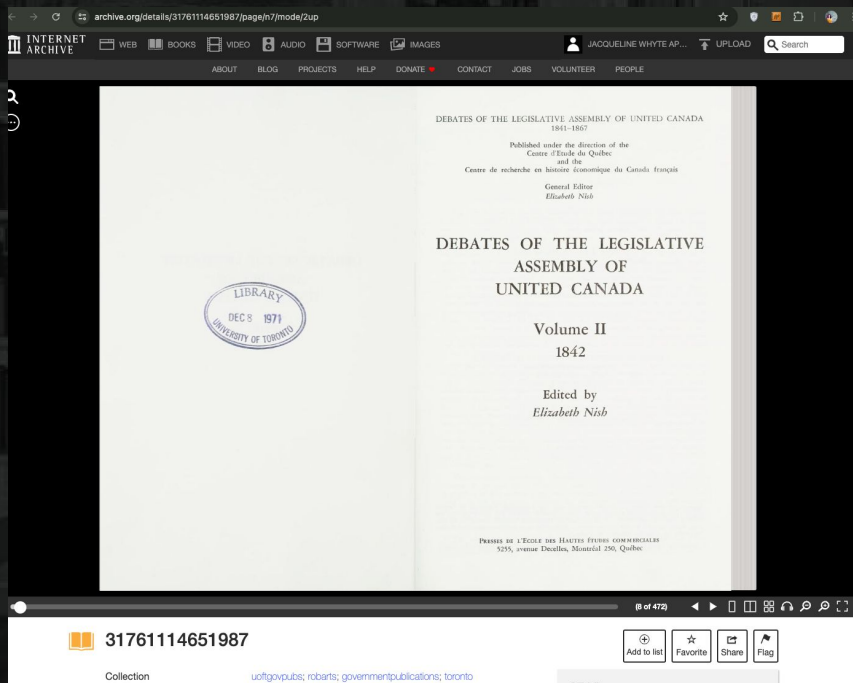 archive.org/details/31761114651987/page/n7/mode/2up
INTERNET
ARCHIVE
WEB
BOOKS
VIDEO
AUDIO
SOFTWARE
IMAGES
JACQUELINE WHYTE AP...
UPLOAD
Search
ABOUT
BLOG
PROJECTS
HELP
DONATE
CONTACT
JOBS
VOLUNTEER
PEOPLE
LIBRARY
DEC 8 1971
UNIVERSITY OF TORONTO
DEBATES OF THE LEGISLATIVE ASSEMBLY OF UNITED CANADA
1841–1867
Published under the direction of the
Centre d'Etude du Québec
and the
Centre de recherche en histoire économique du Canada français
General Editor
Elizabeth Nish
DEBATES OF THE LEGISLATIVE
ASSEMBLY OF
UNITED CANADA
Volume II
1842
Edited by
Elizabeth Nish
PRESSES DE L'ECOLE DES HAUTES ÉTUDES COMMERCIALES
5255, avenue Decelles, Montréal 250, Québec
(8 of 472)
31761114651987
Add to list
Favorite
Share
Flag
Collection
uoftgovpubs; robarts; governmentpublications; toronto